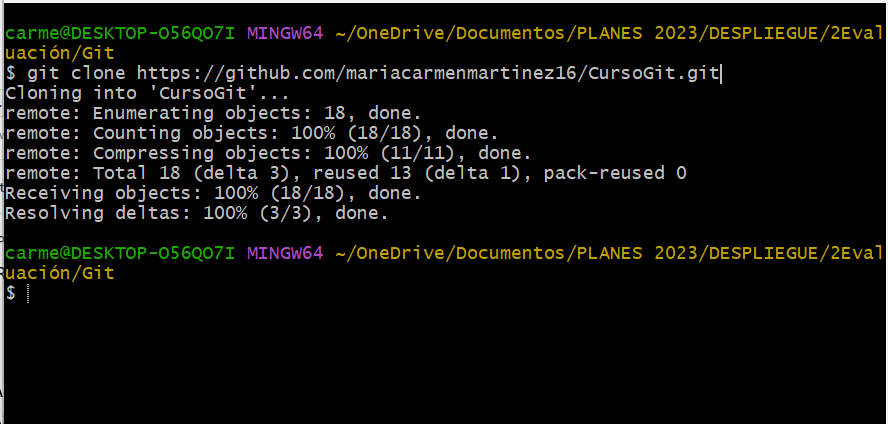 carme@DESKTOP-O56QO7I MINGW64 ~/OneDrive/Documentos/PLANES 2023/DESPLIEGUE/2Eval
uación/Git
$ git clone https://github.com/mariacarmenmartinez16/CursoGit.git
Cloning into 'CursoGit'...
remote: Enumerating objects: 18, done.
remote: Counting objects: 100% (18/18), done.
remote: Compressing objects: 100% (11/11), done.
remote: Total 18 (delta 3), reused 13 (delta 1), pack-reused 0
Receiving objects: 100% (18/18), done.
Resolving deltas: 100% (3/3), done.
carme@DESKTOP-O56QO7I MINGW64 ~/OneDrive/Documentos/PLANES 2023/DESPLIEGUE/2Eval
uación/Git
$